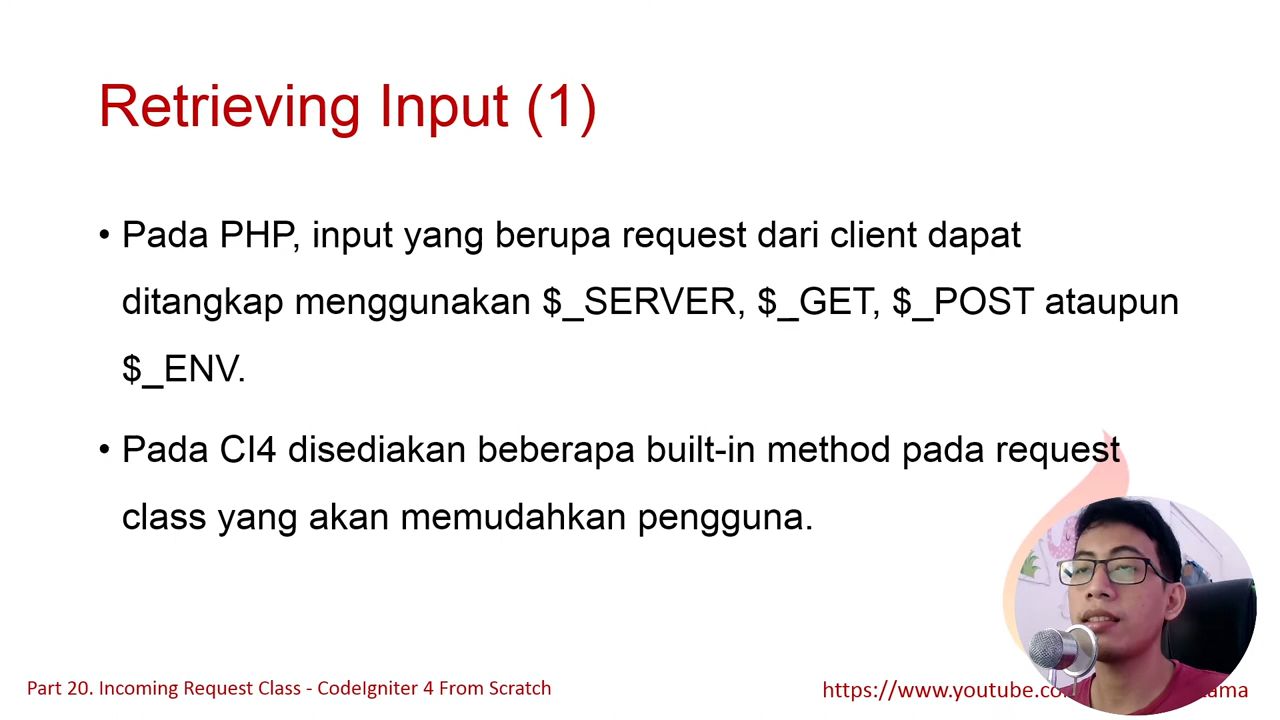 Retrieving Input (1)
• Pada PHP, input yang berupa request dari client dapat
ditangkap menggunakan $_SERVER, $_GET, $_POST ataupun
$_ENV.
• Pada CI4 disediakan beberapa built-in method pada request
class yang akan memudahkan pengguna.
Part 20. Incoming Request Class - CodeIgniter 4 From Scratch
https://www.youtube.co